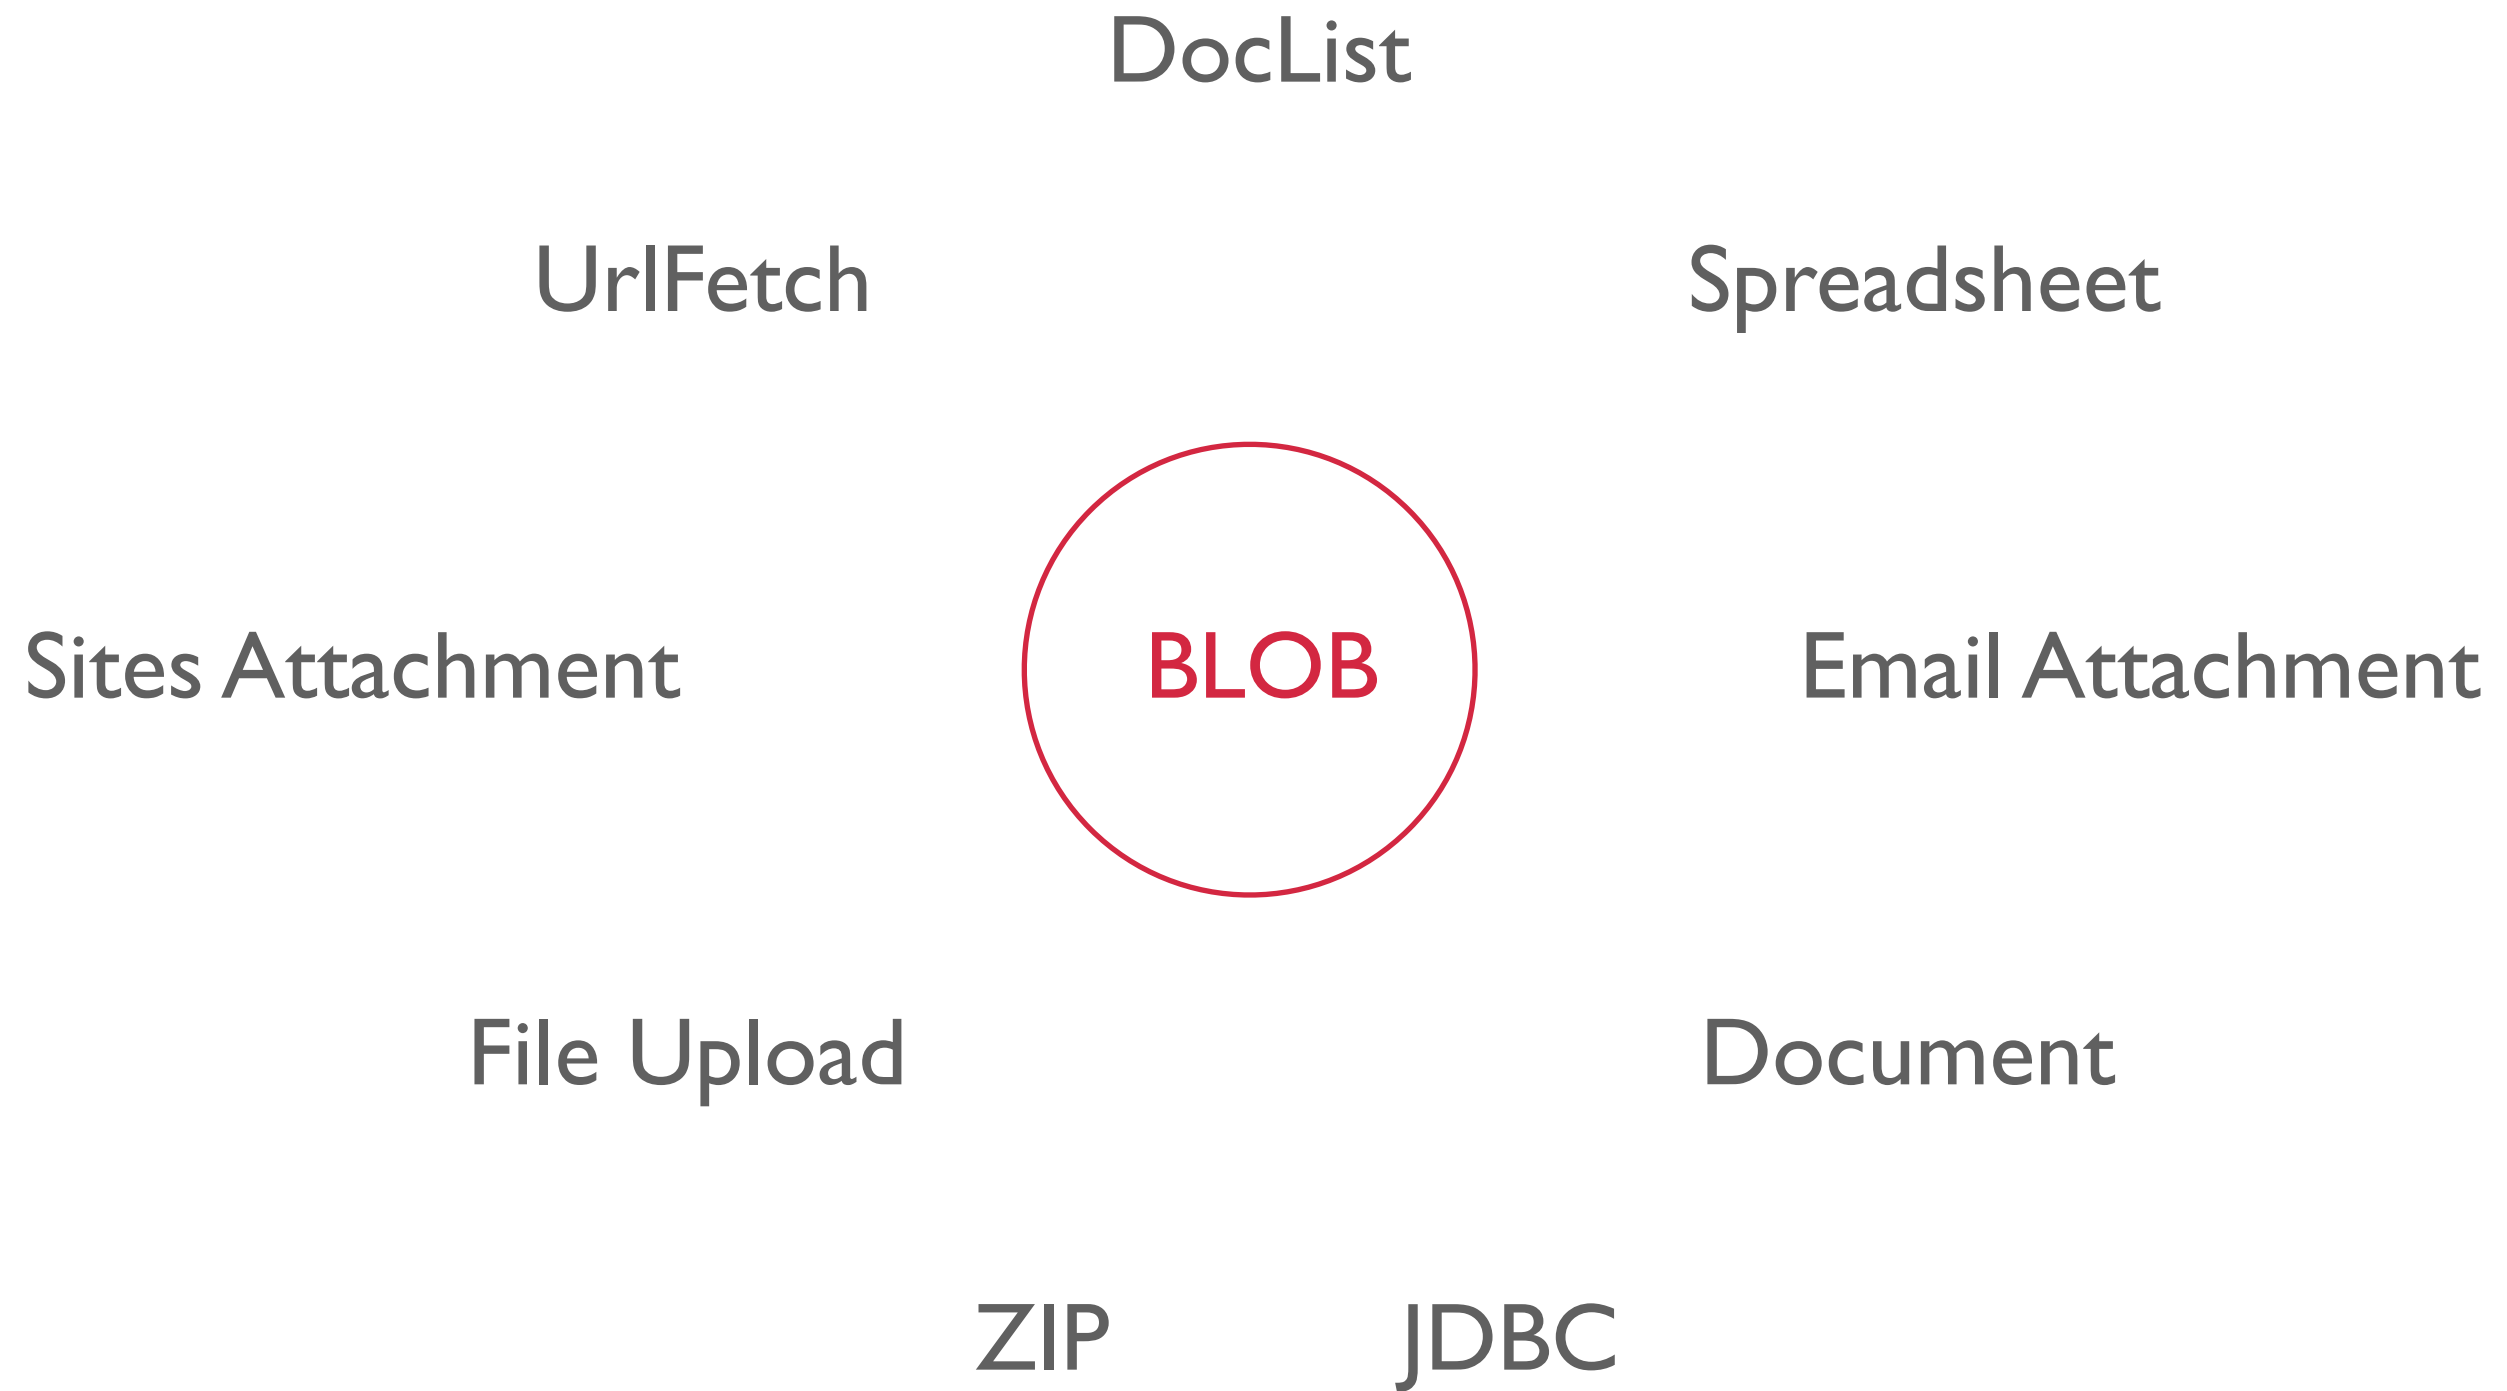 DocList
UrlFetch
Spreadsheet
Sites Attachment
BLOB
Email Attachment
File Upload
Document
ZIP
JDBC